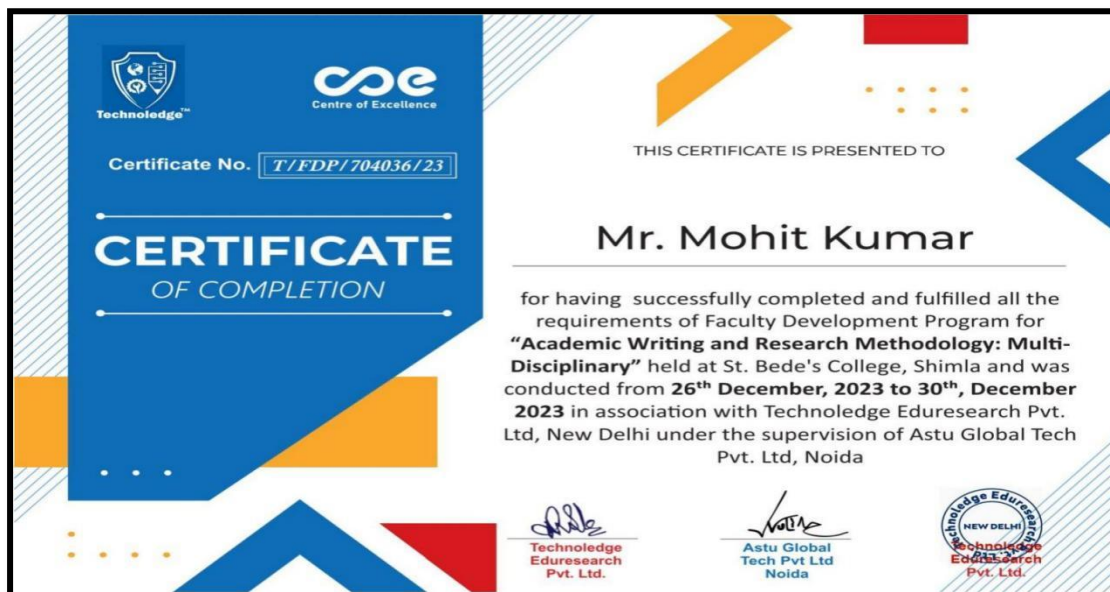 Technoledge™
coe
Centre of Excellence
Certificate No. T/FDP/704036/23
CERTIFICATE
OF COMPLETION
THIS CERTIFICATE IS PRESENTED TO
Mr. Mohit Kumar
for having successfully completed and fulfilled all the
requirements of Faculty Development Program for
“Academic Writing and Research Methodology: Multi-
Disciplinary” held at St. Bede's College, Shimla and was
conducted from 26th December, 2023 to 30th, December
2023 in association with Technoledge Eduresearch Pvt.
Ltd, New Delhi under the supervision of Astu Global Tech
Pvt. Ltd, Noida
Technoledge
Eduresearch
Pvt. Ltd.
Astu Global
Tech Pvt Ltd
Noida
Technoledge Eduresearch
NEW DELHI
Technoledge
Eduresearch
Pvt. Ltd.